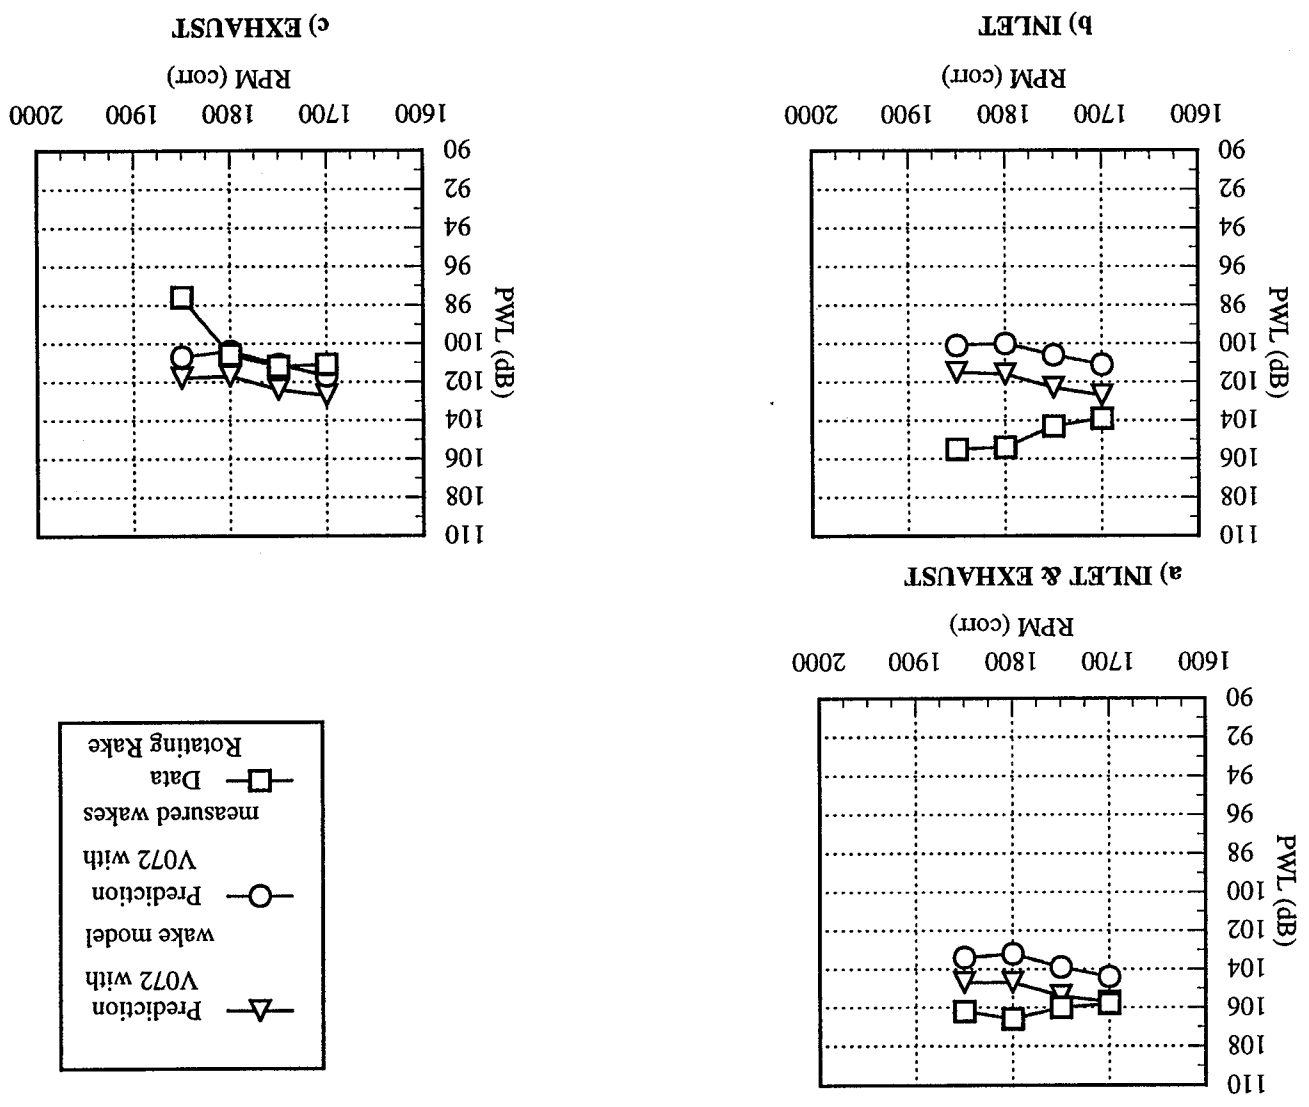 110
108
106
104
102
100
98
96
94
92
90
PWL (dB)
1600 1700 1800 1900 2000
RPM (corr)
a) INLET & EXHAUST
Prediction
V072 with
wake model
Prediction
V072 with
measured wakes
Data
Rotating Rake
110
108
106
104
102
100
98
96
94
92
90
PWL (dB)
1600 1700 1800 1900 2000
RPM (corr)
b) INLET
110
108
106
104
102
100
98
96
94
92
90
PWL (dB)
1600 1700 1800 1900 2000
RPM (corr)
c) EXHAUST